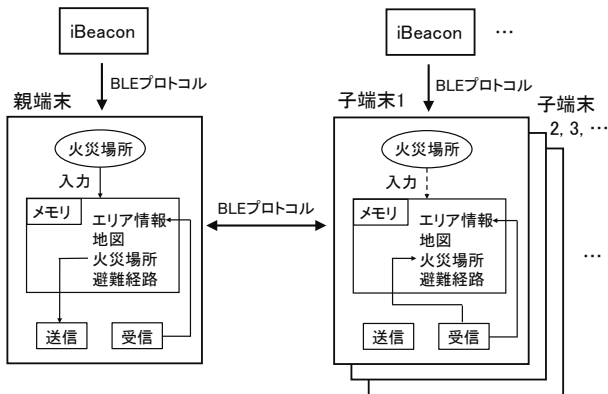 iBeacon
iBeacon
…
BLEプロトコル
BLEプロトコル
親端末
子端末1
子端末
2, 3, …
火災場所
入力
メモリ
エリア情報
地図
火災場所
避難経路
送信
受信
BLEプロトコル
火災場所
入力
メモリ
エリア情報
地図
火災場所
避難経路
送信
受信
…